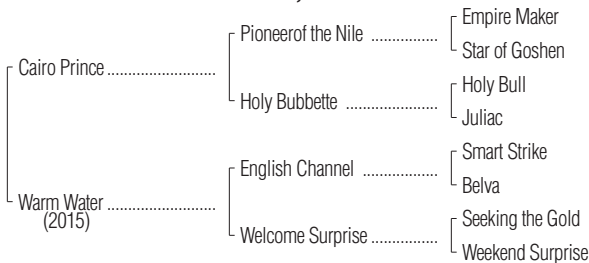 Empire Maker
Pioneerof the Nile ................
Star of Goshen
Cairo Prince ..........................
Holy Bull
Holy Bubbette ......................
Juliac
Smart Strike
English Channel ..................
Belva
Warm Water ..........................
(2015)
Seeking the Gold
Welcome Surprise ................
Weekend Surprise